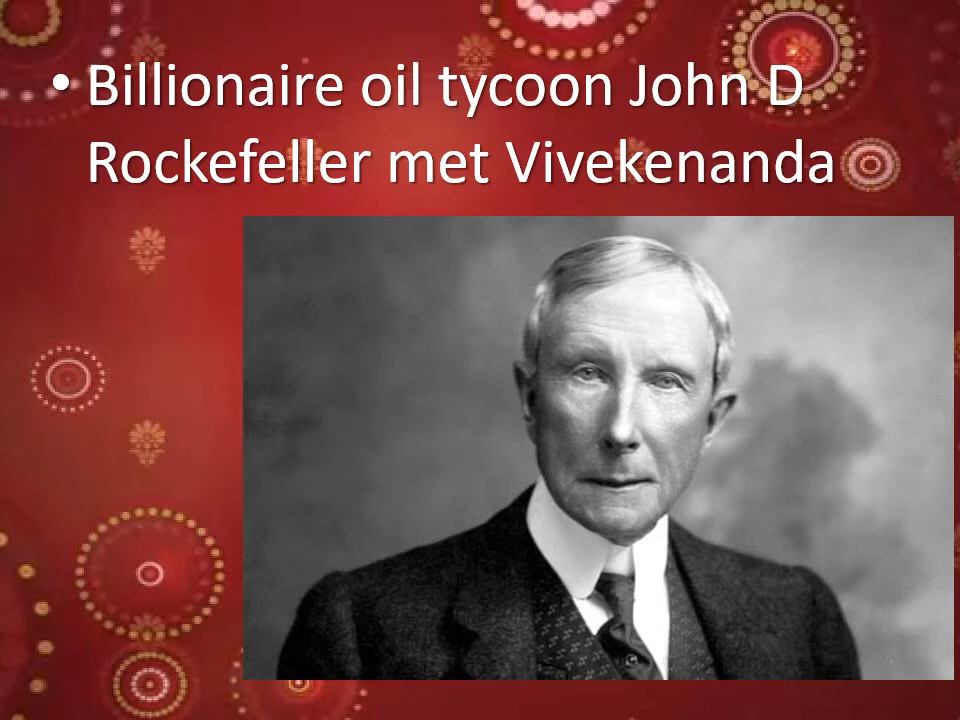 • Billionaire oil tycoon John D
Rockefeller met Vivekenanda